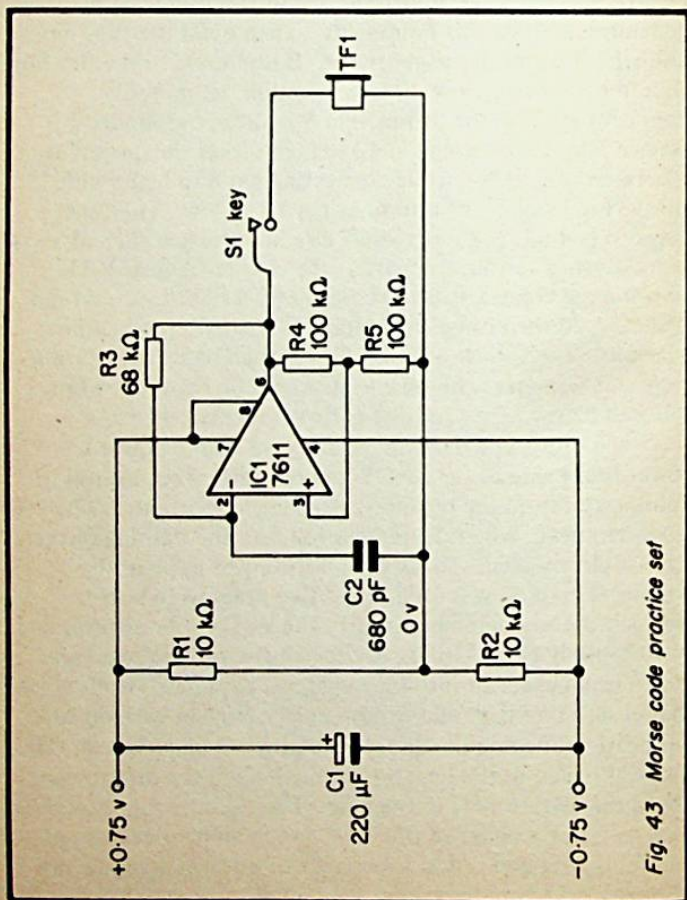 +0·75 v
R1
10 kΩ
C1
+
220 μF
R2
10 kΩ
-0·75 v
C2
680 pF
0 v
R3
68 kΩ
2
-
7
8
IC1
7611
6
3
+
4
R4
100 kΩ
R5
100 kΩ
S1 key
TF1
Fig. 43 Morse code practice set